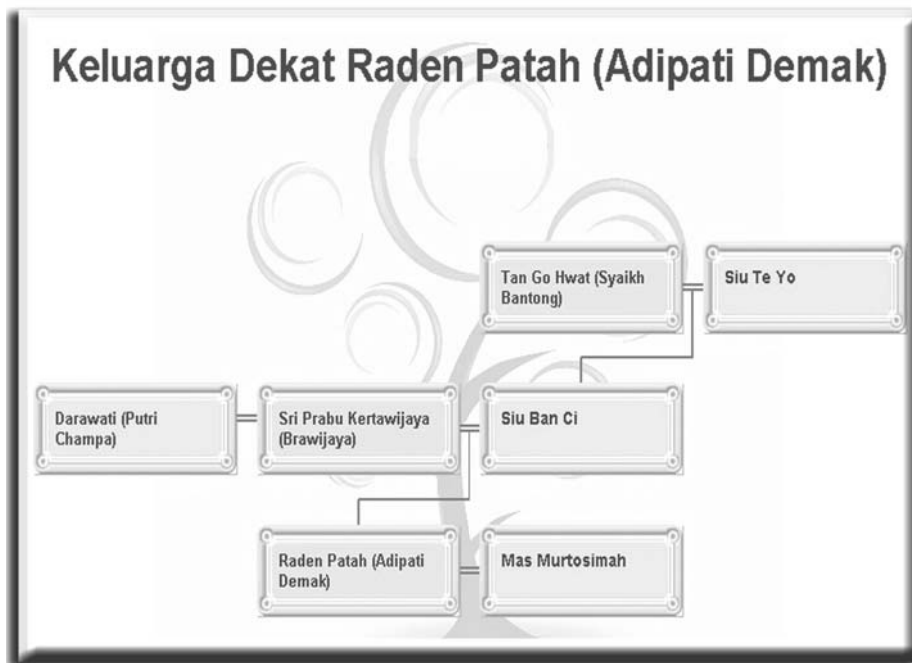 Keluarga Dekat Raden Patah (Adipati Demak)
Tan Go Hwat (Syaikh
Bantong)
Siu Te Yo
Darawati (Putri
Champa)
Sri Prabu Kertawijaya
(Brawijaya)
Siu Ban Ci
Raden Patah (Adipati
Demak)
Mas Murtosimah